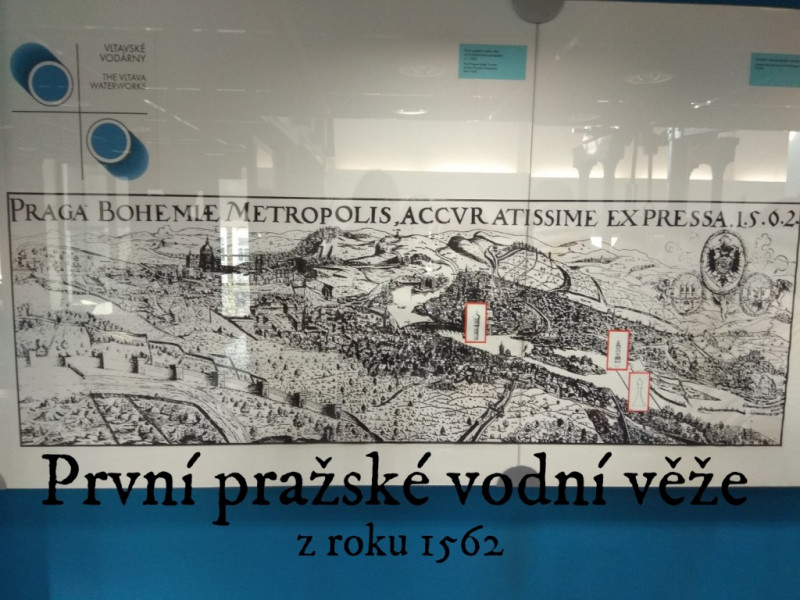 VLTAVSKÉ
VODÁRNY
THE VLTAVA
WATERWORKS
PRAGA BOHEMIÆ METROPOLIS, ACCVRATISSIME EXPRESSA. 1.5.6.2.
První pražské vodní věže
z roku 1562